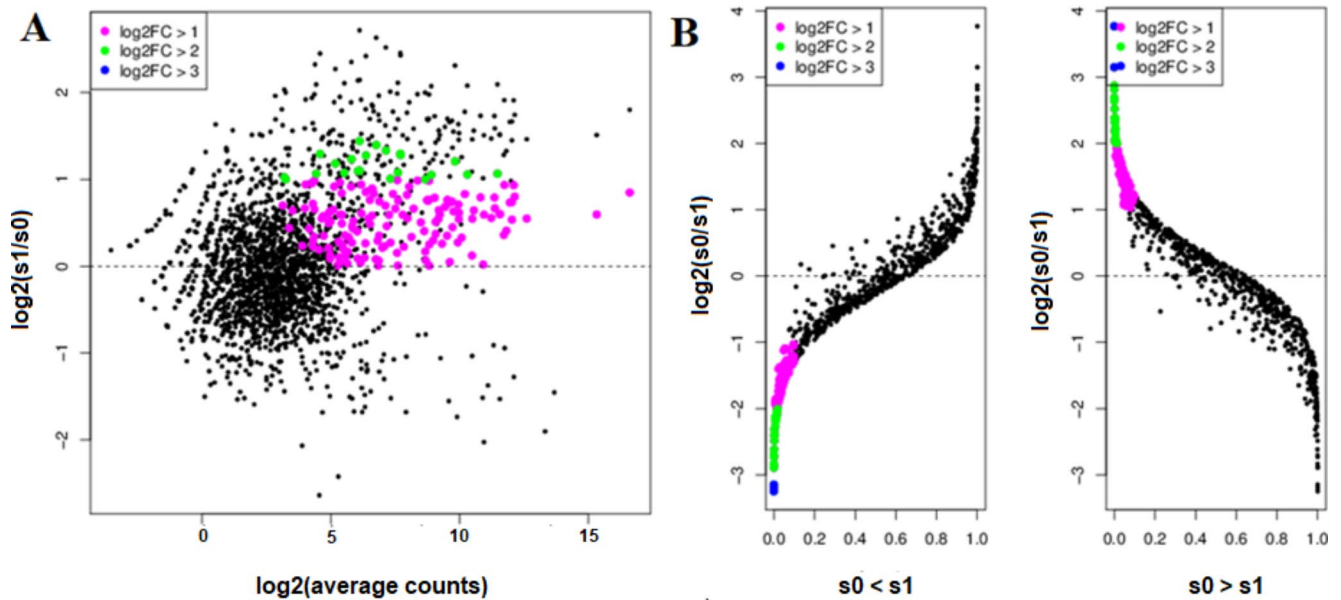 A
log2FC > 1
log2FC > 2
log2FC > 3
log2(s1/s0)
2
1
0
-1
-2
0
5
10
15
log2(average counts)
B
log2FC > 1
log2FC > 2
log2FC > 3
log2(s0/s1)
4
3
2
1
0
-1
-2
-3
0.0
0.2
0.4
0.6
0.8
1.0
s0 < s1
log2FC > 1
log2FC > 2
log2FC > 3
log2(s0/s1)
4
3
2
1
0
-1
-2
-3
0.0
0.2
0.4
0.6
0.8
1.0
s0 > s1